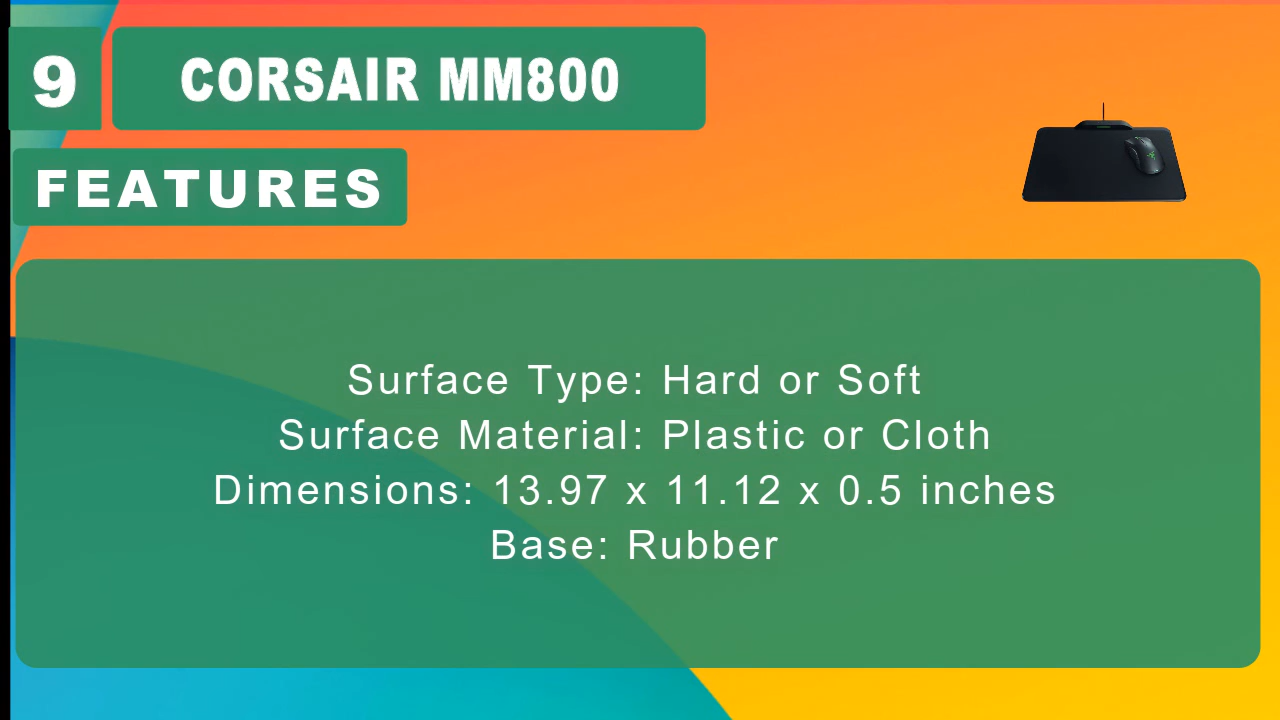 9
CORSAIR MM800
FEATURES
Surface Type: Hard or Soft
Surface Material: Plastic or Cloth
Dimensions: 13.97 x 11.12 x 0.5 inches
Base: Rubber